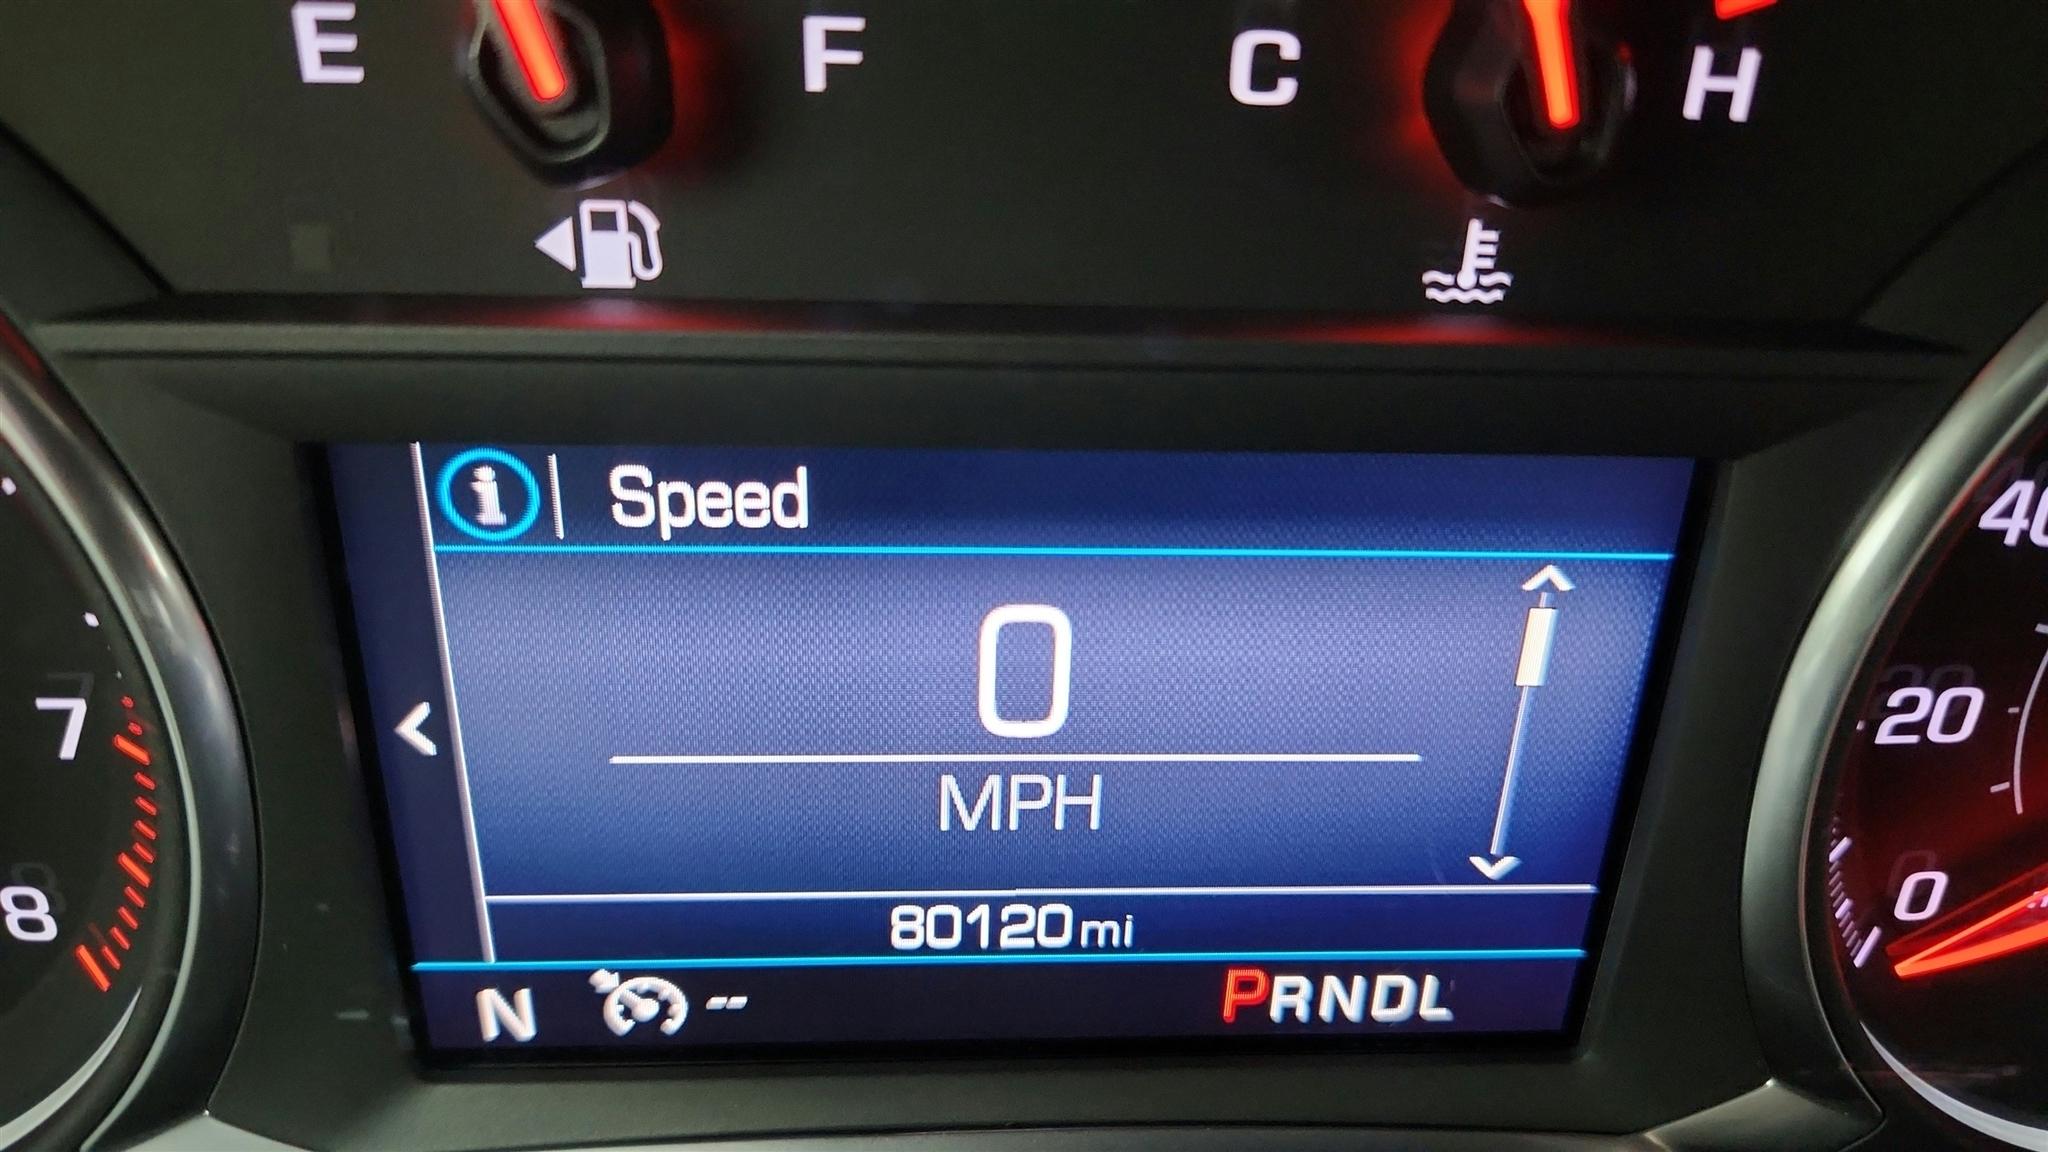 E F C H
Speed
0
MPH
80120 mi
N -- PRNDL
7
8
40
20
0